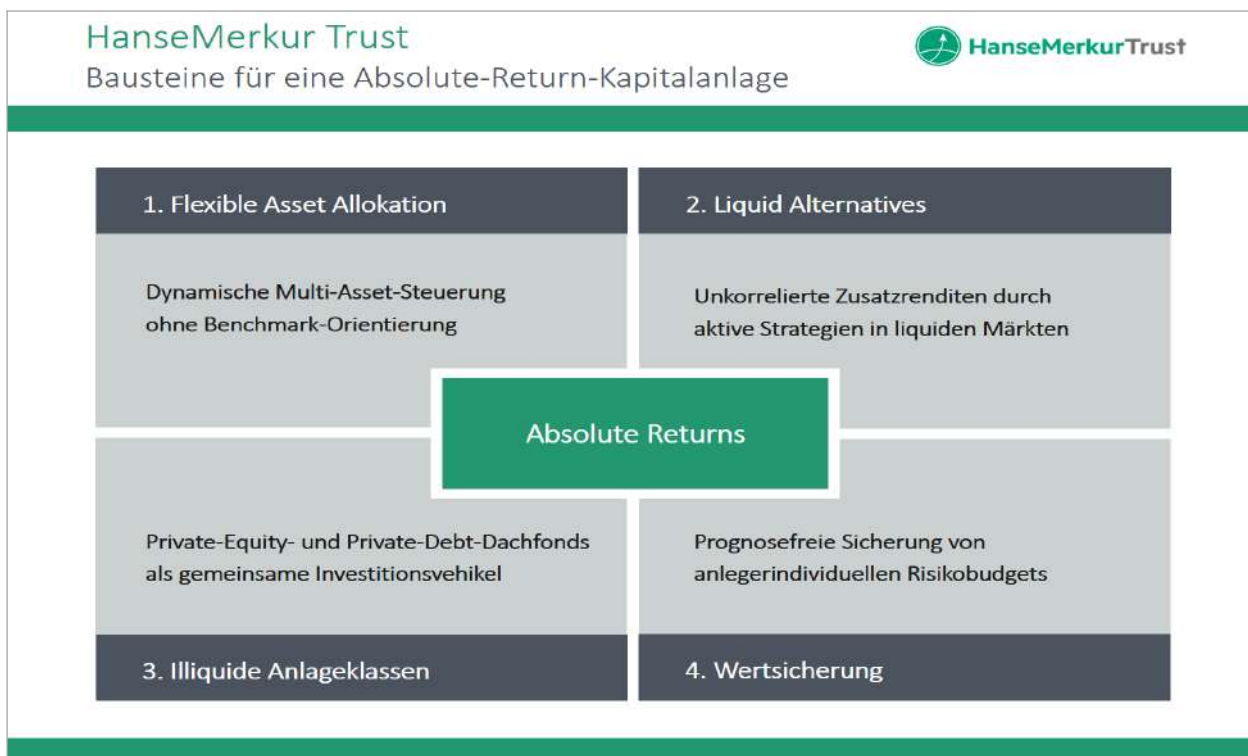 HanseMerkur Trust
Bausteine für eine Absolute-Return-Kapitalanlage
HanseMerkurTrust
1. Flexible Asset Allokation
Dynamische Multi-Asset-Steuerung
ohne Benchmark-Orientierung
2. Liquid Alternatives
Unkorrelierte Zusatzrenditen durch
aktive Strategien in liquiden Märkten
Absolute Returns
Private-Equity- und Private-Debt-Dachfonds
als gemeinsame Investitionsvehikel
3. Illiquide Anlageklassen
Prognosefreie Sicherung von
anlegerindividuellen Risikobudgets
4. Wertsicherung